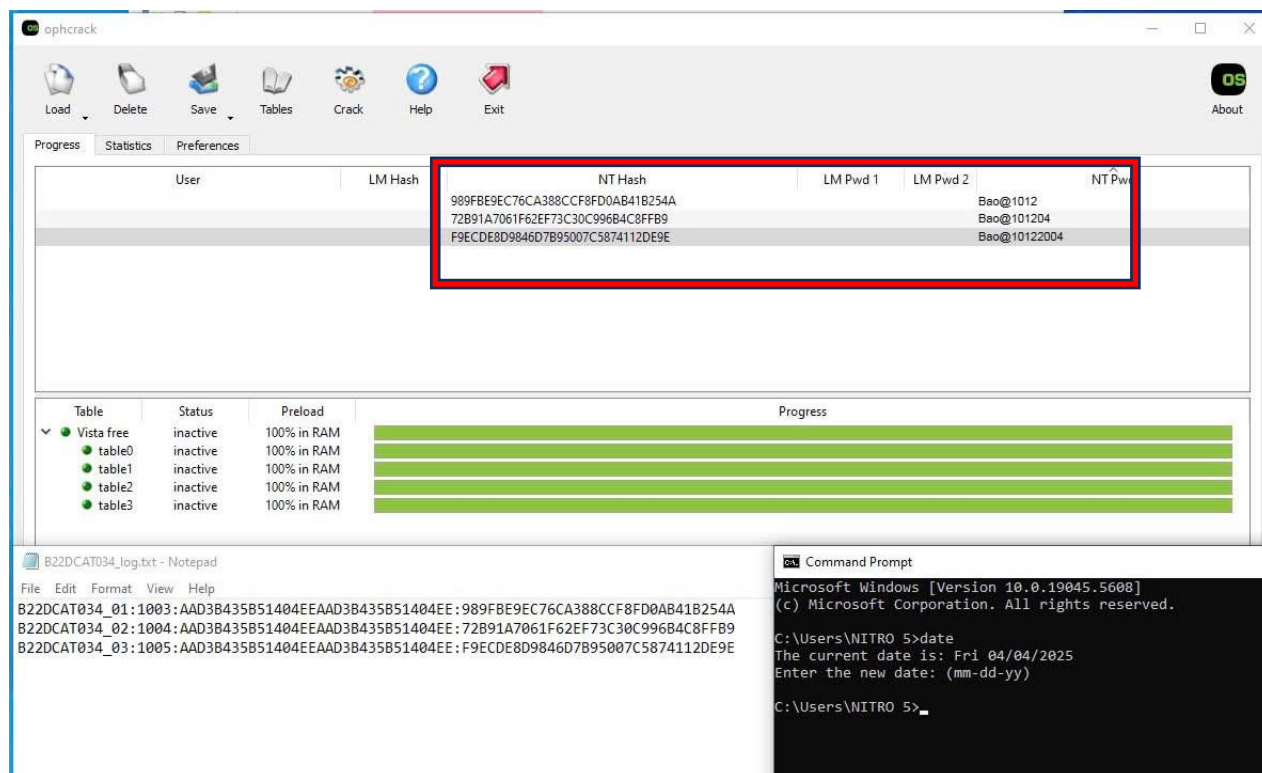 OS ophcrack
Load Delete Save Tables Crack Help Exit
OS
About
Progress Statistics Preferences
User LM Hash NT Hash LM Pwd 1 LM Pwd 2 NT Pwd
989FBE9EC76CA388CCF8FD0AB41B254A Bao@1012
72B91A7061F62EF73C30C996B4C8FFB9 Bao@101204
F9ECDE8D9846D7B95007C5874112DE9E Bao@10122004
Table Status Preload Progress
Vista free inactive 100% in RAM
table0 inactive 100% in RAM
table1 inactive 100% in RAM
table2 inactive 100% in RAM
table3 inactive 100% in RAM
B22DCAT034_log.txt - Notepad
File Edit Format View Help
B22DCAT034_01:1003:AAD3B435B51404EEAAD3B435B51404EE:989FBE9EC76CA388CCF8FD0AB41B254A
B22DCAT034_02:1004:AAD3B435B51404EEAAD3B435B51404EE:72B91A7061F62EF73C30C996B4C8FFB9
B22DCAT034_03:1005:AAD3B435B51404EEAAD3B435B51404EE:F9ECDE8D9846D7B95007C5874112DE9E
Command Prompt
Microsoft Windows [Version 10.0.19045.5608]
(c) Microsoft Corporation. All rights reserved.
C:\Users\NITRO 5>date
The current date is: Fri 04/04/2025
Enter the new date: (mm-dd-yy)
C:\Users\NITRO 5>